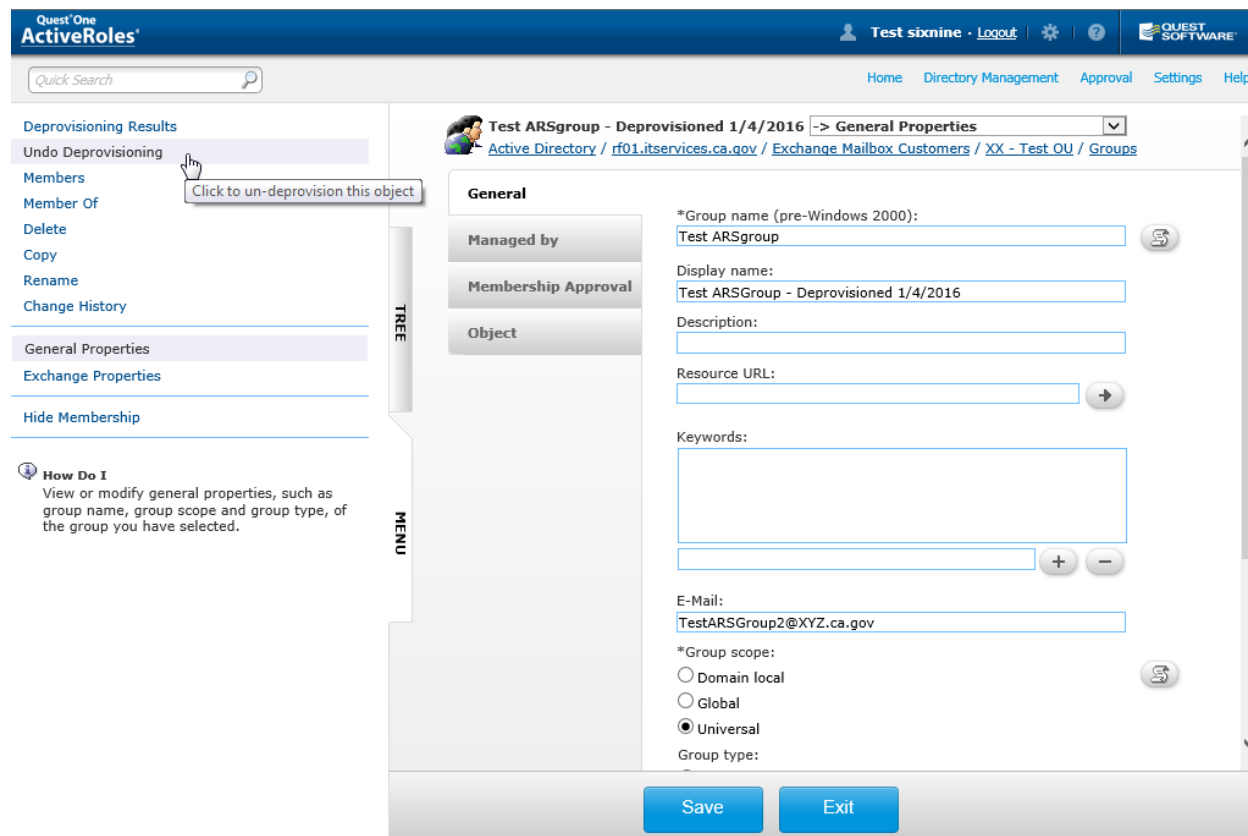 Quest One
ActiveRoles
Test sixnine · Logout
QUEST SOFTWARE
Quick Search
Home Directory Management Approval Settings Help
Deprovisioning Results
Undo Deprovisioning
Click to un-deprovision this object
Members
Member Of
Delete
Copy
Rename
Change History
General Properties
Exchange Properties
Hide Membership
How Do I
View or modify general properties, such as
group name, group scope and group type, of
the group you have selected.
TREE
MENU
Test ARSgroup - Deprovisioned 1/4/2016 -> General Properties
Active Directory / rf01.itservices.ca.gov / Exchange Mailbox Customers / XX - Test OU / Groups
General
Managed by
Membership Approval
Object
*Group name (pre-Windows 2000):
Test ARSgroup
Display name:
Test ARSGroup - Deprovisioned 1/4/2016
Description:
Resource URL:
Keywords:
E-Mail:
TestARSGroup2@XYZ.ca.gov
*Group scope:
Domain local
Global
Universal
Group type:
Save Exit